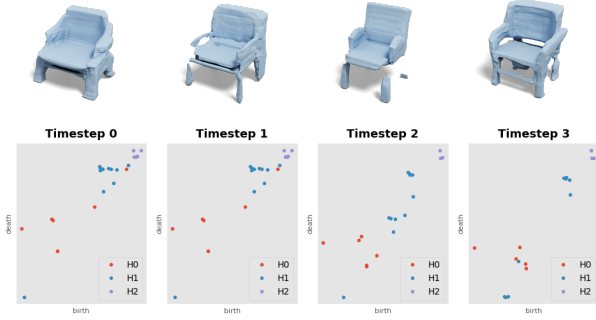 Timestep 0
Timestep 1
Timestep 2
Timestep 3
death
H0
H1
H2
birth
death
H0
H1
H2
birth
death
H0
H1
H2
birth
death
H0
H1
H2
birth